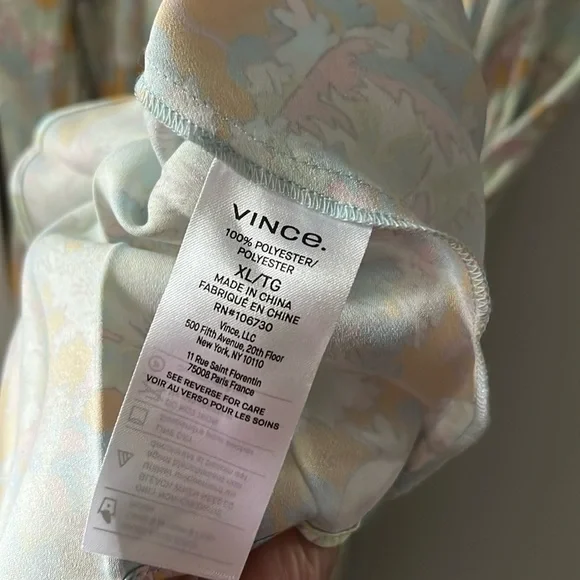 VINCe.
100% POLYESTER/
POLYESTER
XL/TG
MADE IN CHINA
FABRIQUÉ EN CHINE
RN#106730
Vince, LLC
500 Fifth Avenue, 20th Floor
New York, NY 10110
11 Rue Saint Florentin
75008 Paris France
SEE REVERSE FOR CARE
VOIR AU VERSO POUR LES SOINS